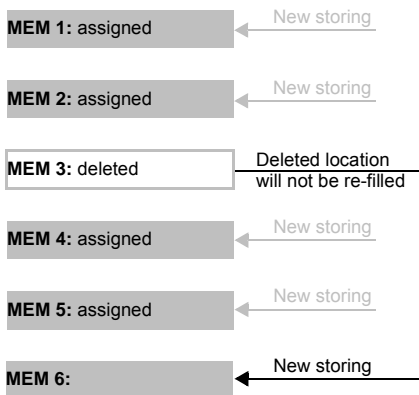 New storing
MEM 1: assigned
New storing
MEM 2: assigned
Deleted location
MEM 3: deleted
will not be re-filled
New storing
MEM 4: assigned
New storing
MEM 5: assigned
New storing
MEM 6: